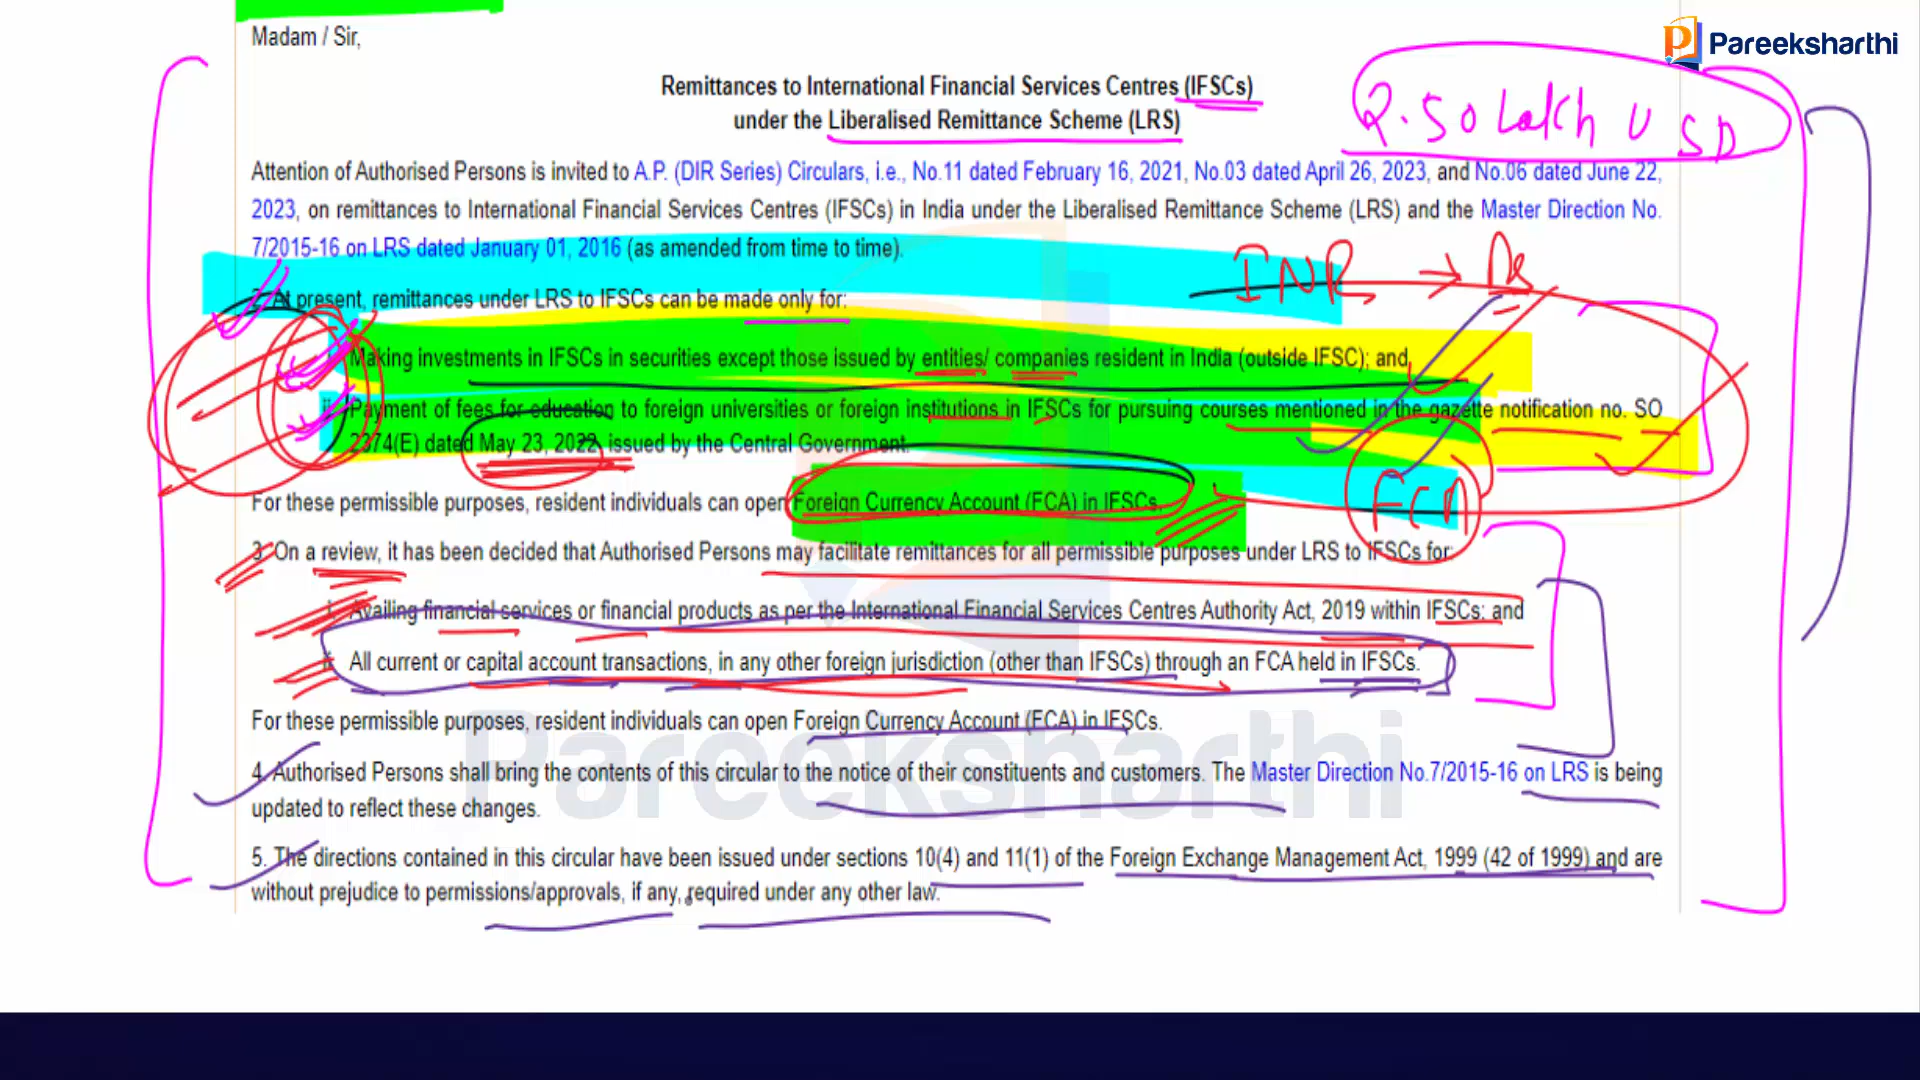 Pareeksharthi
Madam / Sir,
Remittances to International Financial Services Centres (IFSCs)
under the Liberalised Remittance Scheme (LRS)
2.50 Lakh USD
Attention of Authorised Persons is invited to A.P. (DIR Series) Circulars, i.e., No.11 dated February 16, 2021, No.03 dated April 26, 2023, and No.06 dated June 22,
2023, on remittances to International Financial Services Centres (IFSCs) in India under the Liberalised Remittance Scheme (LRS) and the Master Direction No.
7/2015-16 on LRS dated January 01, 2016 (as amended from time to time).
INR → Rs
2. At present, remittances under LRS to IFSCs can be made only for:
Making investments in IFSCs in securities except those issued by entities/ companies resident in India (outside IFSC); and
ii. Payment of fees for education to foreign universities or foreign institutions in IFSCs for pursuing courses mentioned in the gazette notification no. SO
2374(E) dated May 23, 2022, issued by the Central Government.
For these permissible purposes, resident individuals can open Foreign Currency Account (FCA) in IFSCs.
FCA
3. On a review, it has been decided that Authorised Persons may facilitate remittances for all permissible purposes under LRS to IFSCs for:
i. Availing financial services or financial products as per the International Financial Services Centres Authority Act, 2019 within IFSCs; and
ii. All current or capital account transactions, in any other foreign jurisdiction (other than IFSCs) through an FCA held in IFSCs.
For these permissible purposes, resident individuals can open Foreign Currency Account (FCA) in IFSCs.
Pareeksharthi
4. Authorised Persons shall bring the contents of this circular to the notice of their constituents and customers. The Master Direction No.7/2015-16 on LRS is being
updated to reflect these changes.
5. The directions contained in this circular have been issued under sections 10(4) and 11(1) of the Foreign Exchange Management Act, 1999 (42 of 1999) and are
without prejudice to permissions/approvals, if any, required under any other law.